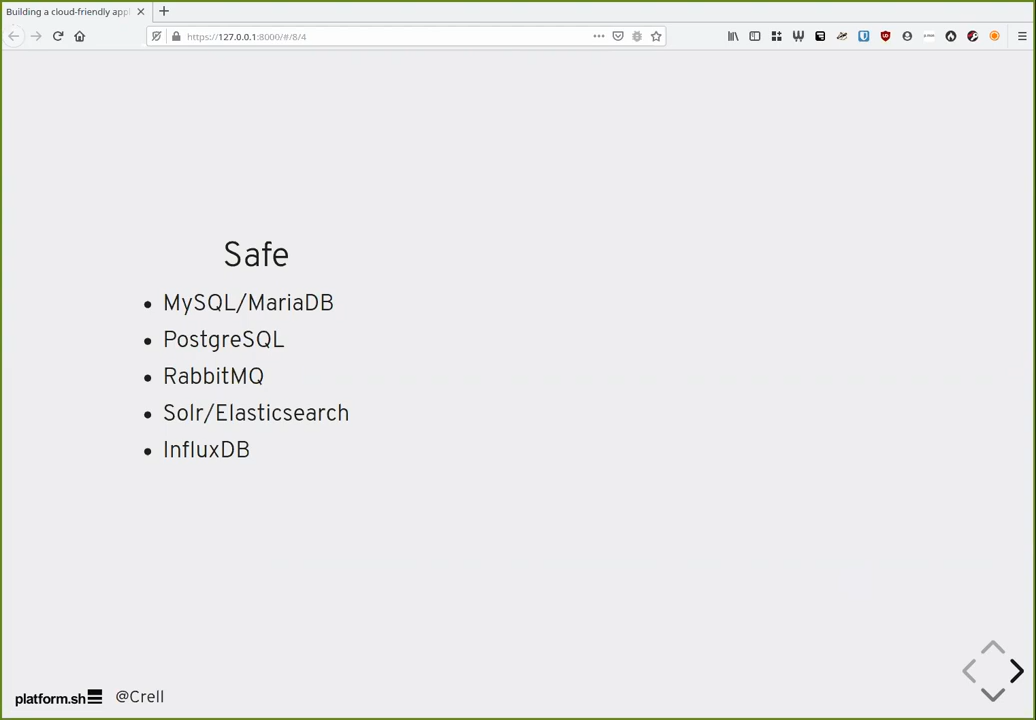 Building a cloud-friendly appl
https://127.0.0.1:8000/#/8/4
Safe
MySQL/MariaDB
PostgreSQL
RabbitMQ
Solr/Elasticsearch
InfluxDB
platform.sh @Crell